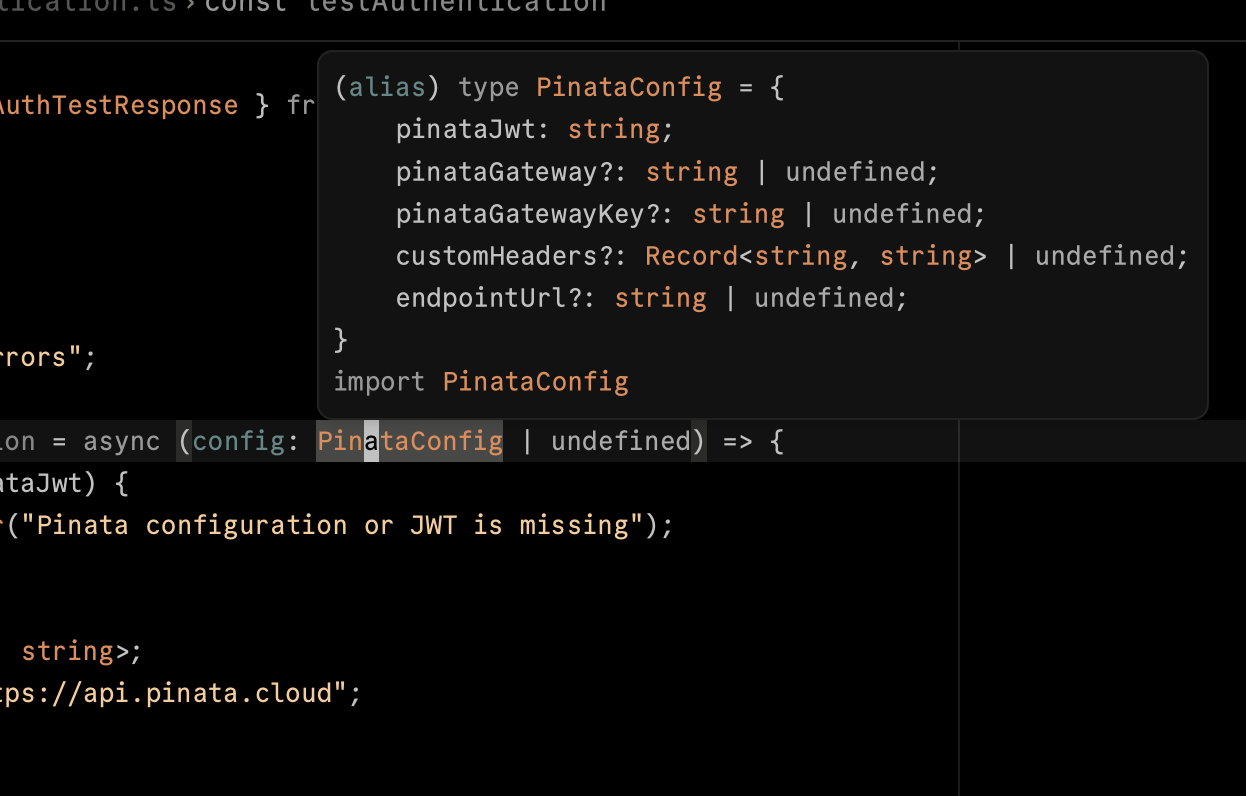 tication.ts › const testAuthentication
AuthTestResponse } fr
(alias) type PinataConfig = {
pinataJwt: string;
pinataGateway?: string | undefined;
pinataGatewayKey?: string | undefined;
customHeaders?: Record<string, string> | undefined;
endpointUrl?: string | undefined;
}
import PinataConfig
rrors";
ion = async (config: PinataConfig | undefined) => {
ataJwt) {
r("Pinata configuration or JWT is missing");
string>;
tps://api.pinata.cloud";